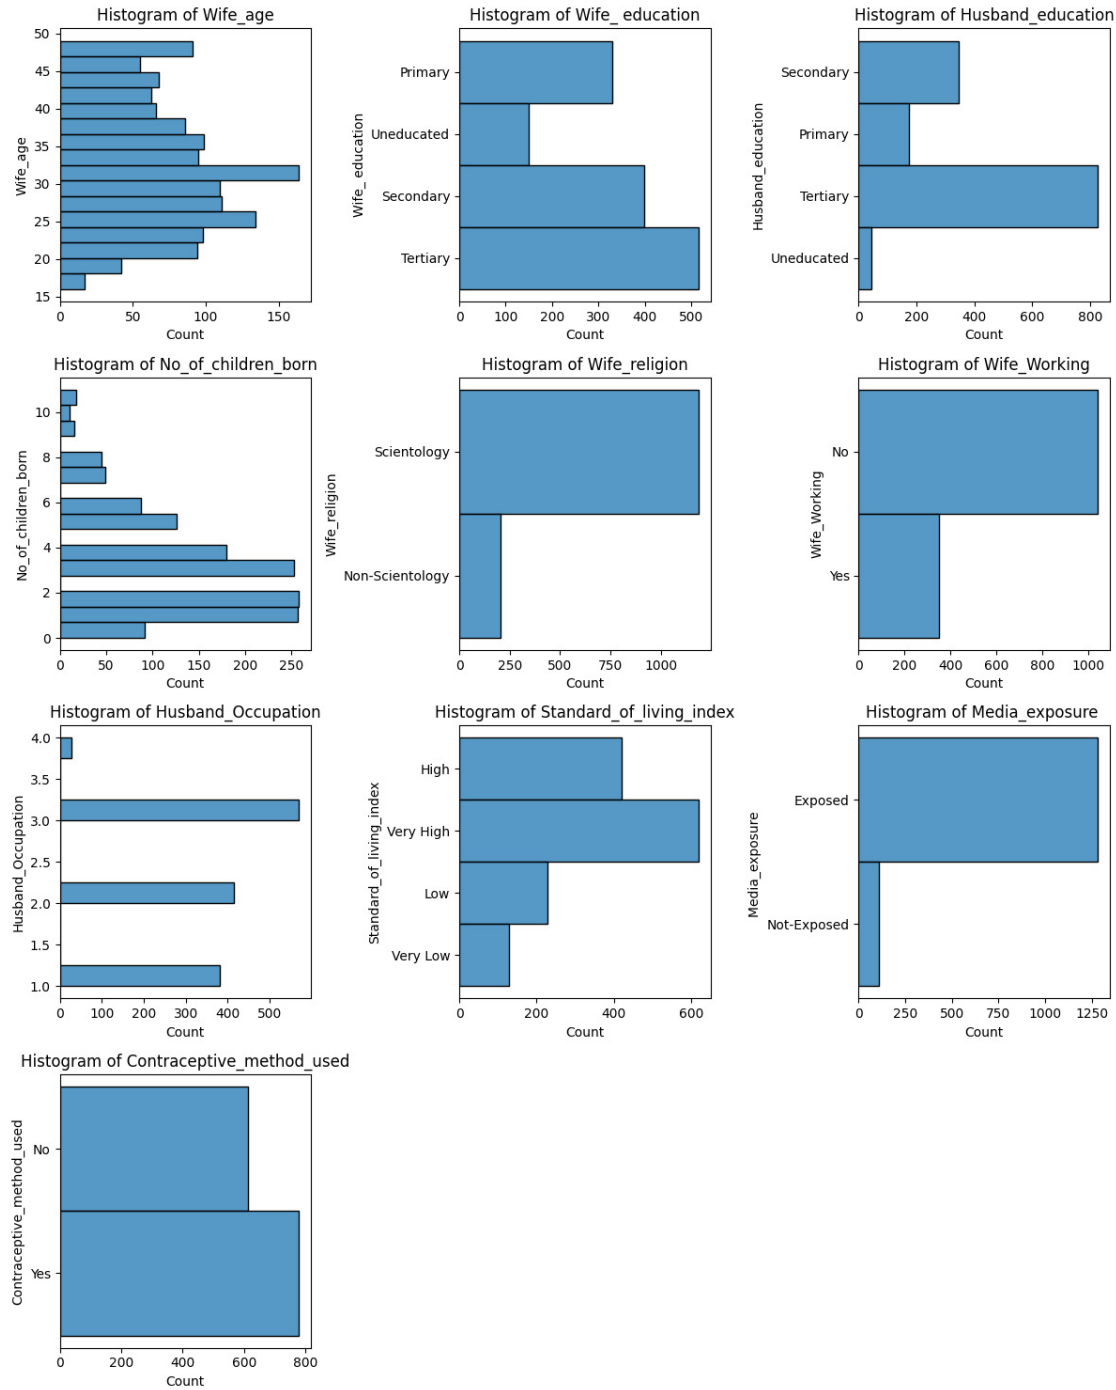 Histogram of Wife_age
50
45
40
35
30
25
20
15
Wife_age
0 50 100 150
Count
Histogram of Wife_ education
Primary
Uneducated
Secondary
Tertiary
Wife_ education
0 100 200 300 400 500
Count
Histogram of Husband_education
Secondary
Primary
Tertiary
Uneducated
Husband_education
0 200 400 600 800
Count
Histogram of No_of_children_born
10
8
6
4
2
0
No_of_children_born
0 50 100 150 200 250
Count
Histogram of Wife_religion
Scientology
Non-Scientology
Wife_religion
0 250 500 750 1000
Count
Histogram of Wife_Working
No
Yes
Wife_Working
0 200 400 600 800 1000
Count
Histogram of Husband_Occupation
4.0
3.5
3.0
2.5
2.0
1.5
1.0
Husband_Occupation
0 100 200 300 400 500
Count
Histogram of Standard_of_living_index
High
Very High
Low
Very Low
Standard_of_living_index
0 200 400 600
Count
Histogram of Media_exposure
Exposed
Not-Exposed
Media_exposure
0 250 500 750 1000 1250
Count
Histogram of Contraceptive_method_used
No
Yes
Contraceptive_method_used
0 200 400 600 800
Count